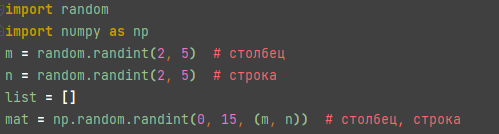 import random
import numpy as np
m = random.randint(2, 5)  # столбец
n = random.randint(2, 5)  # строка
list = []
mat = np.random.randint(0, 15, (m, n))  # столбец, строка